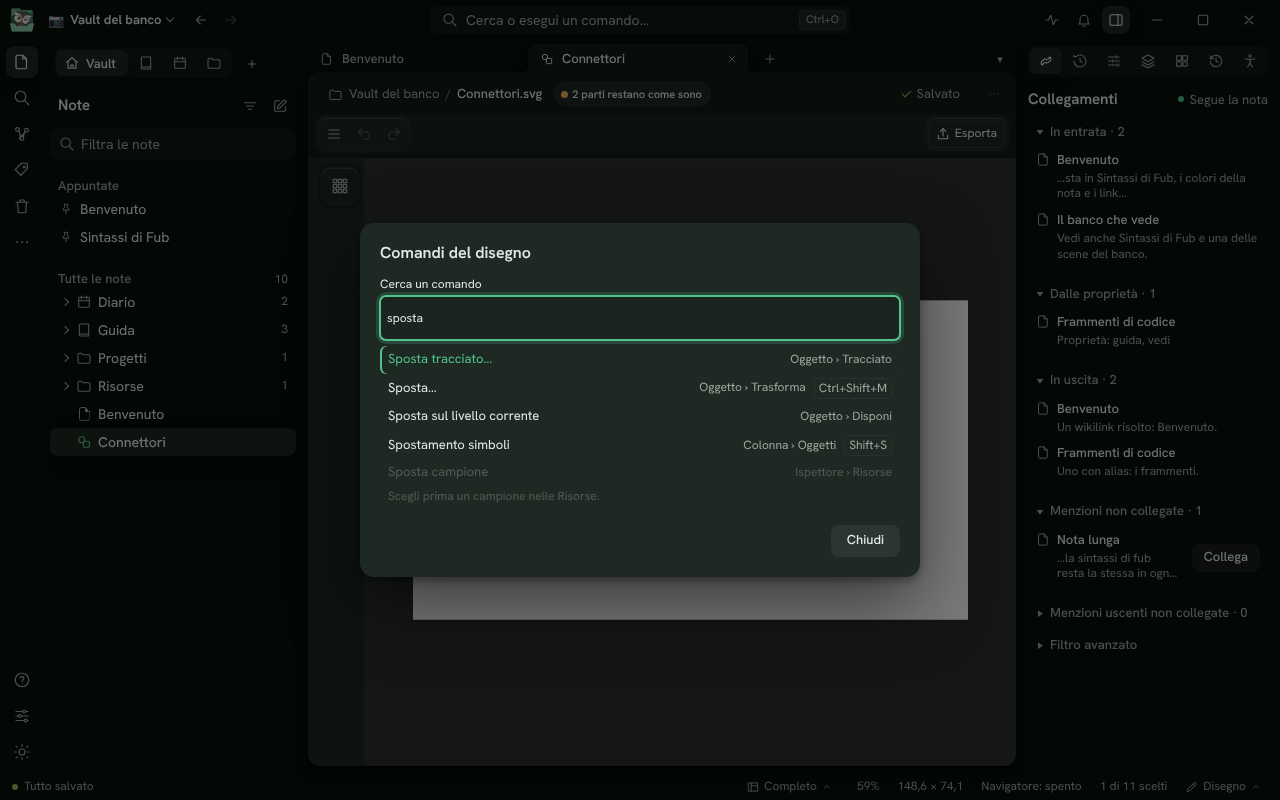 Vault del banco
Cerca o esegui un comando...
Ctrl+O
Vault
Benvenuto
Connettori
Note
Vault del banco / Connettori.svg
2 parti restano come sono
Salvato
Collegamenti
Segue la nota
Filtra le note
Esporta
In entrata · 2
Appuntate
Benvenuto
Sintassi di Fub
Benvenuto
...sta in Sintassi di Fub, i colori della
nota e i link...
Il banco che vede
Vedi anche Sintassi di Fub e una delle
scene del banco.
Tutte le note
10
Diario
2
Guida
3
Progetti
1
Risorse
1
Benvenuto
Connettori
Comandi del disegno
Cerca un comando
sposta
Sposta tracciato...
Oggetto › Tracciato
Sposta...
Oggetto › Trasforma
Ctrl+Shift+M
Sposta sul livello corrente
Oggetto › Disponi
Spostamento simboli
Colonna › Oggetti
Shift+S
Sposta campione
Ispettore › Risorse
Scegli prima un campione nelle Risorse.
Chiudi
Dalle proprietà · 1
Frammenti di codice
Proprietà: guida, vedi
In uscita · 2
Benvenuto
Un wikilink risolto: Benvenuto.
Frammenti di codice
Uno con alias: i frammenti.
Menzioni non collegate · 1
Nota lunga
...la sintassi di fub
resta la stessa in ogn...
Collega
Menzioni uscenti non collegate · 0
Filtro avanzato
Tutto salvato
Completo
59%
148,6 × 74,1
Navigatore: spento
1 di 11 scelti
Disegno